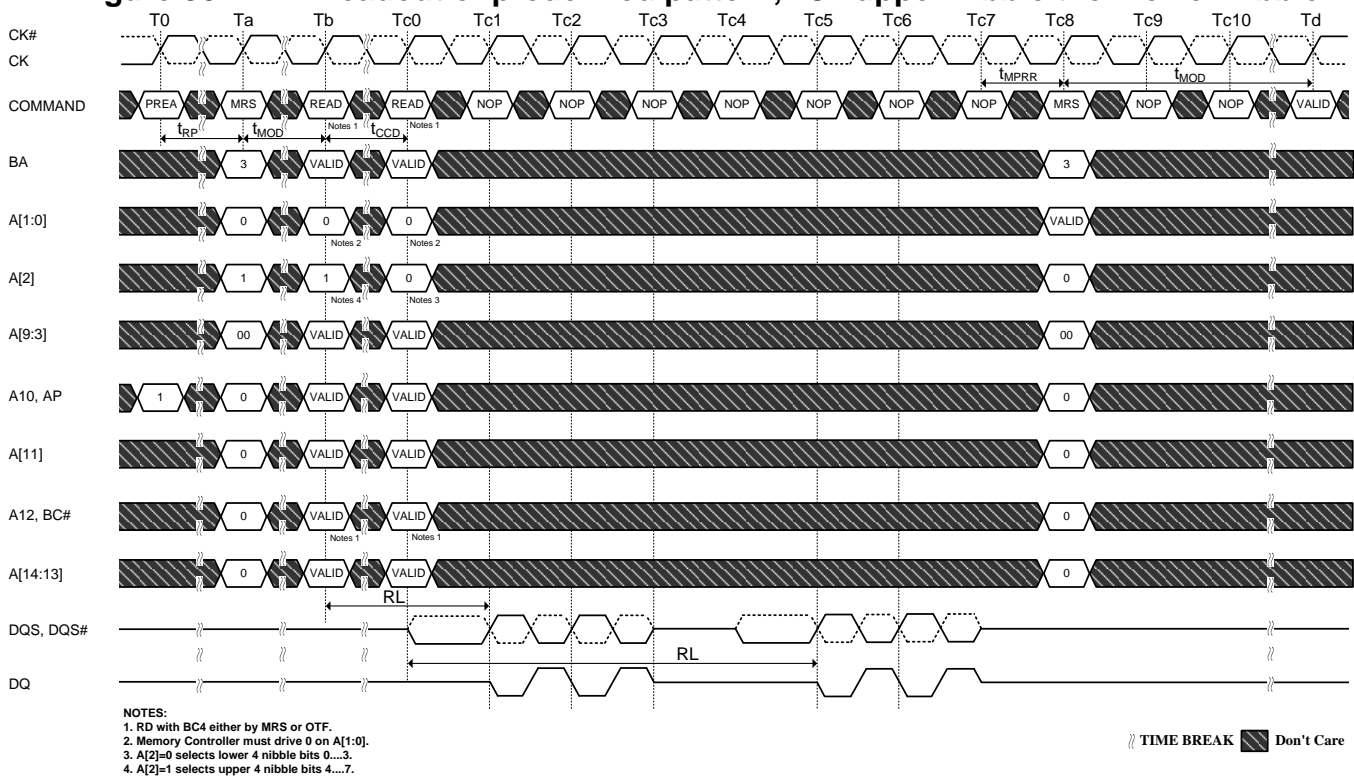 T0 Ta Tb Tc0 Tc1 Tc2 Tc3 Tc4 Tc5 Tc6 Tc7 Tc8 Tc9 Tc10 Td
CK#
CK
tMPRR tMOD
COMMAND PREA MRS READ READ NOP NOP NOP NOP NOP NOP NOP MRS NOP NOP VALID
Notes 1 Notes 1
tRP tMOD tCCD
BA 3 VALID VALID 3
A[1:0] 0 0 0 VALID
Notes 2 Notes 2
A[2] 1 1 0 0
Notes 4 Notes 3
A[9:3] 00 VALID VALID 00
A10, AP 1 0 VALID VALID 0
A[11] 0 VALID VALID 0
A12, BC# 0 VALID VALID 0
Notes 1 Notes 1
A[14:13] 0 VALID VALID 0
RL
DQS, DQS#
RL
DQ
NOTES:
1. RD with BC4 either by MRS or OTF.
2. Memory Controller must drive 0 on A[1:0].
3. A[2]=0 selects lower 4 nibble bits 0....3.
4. A[2]=1 selects upper 4 nibble bits 4....7.
TIME BREAK Don't Care